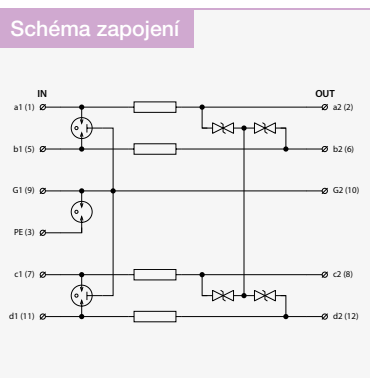 Schéma zapojení
IN OUT
a1 (1) a2 (2)
b1 (5) b2 (6)
G1 (9) G2 (10)
PE (3)
c1 (7) c2 (8)
d1 (11) d2 (12)